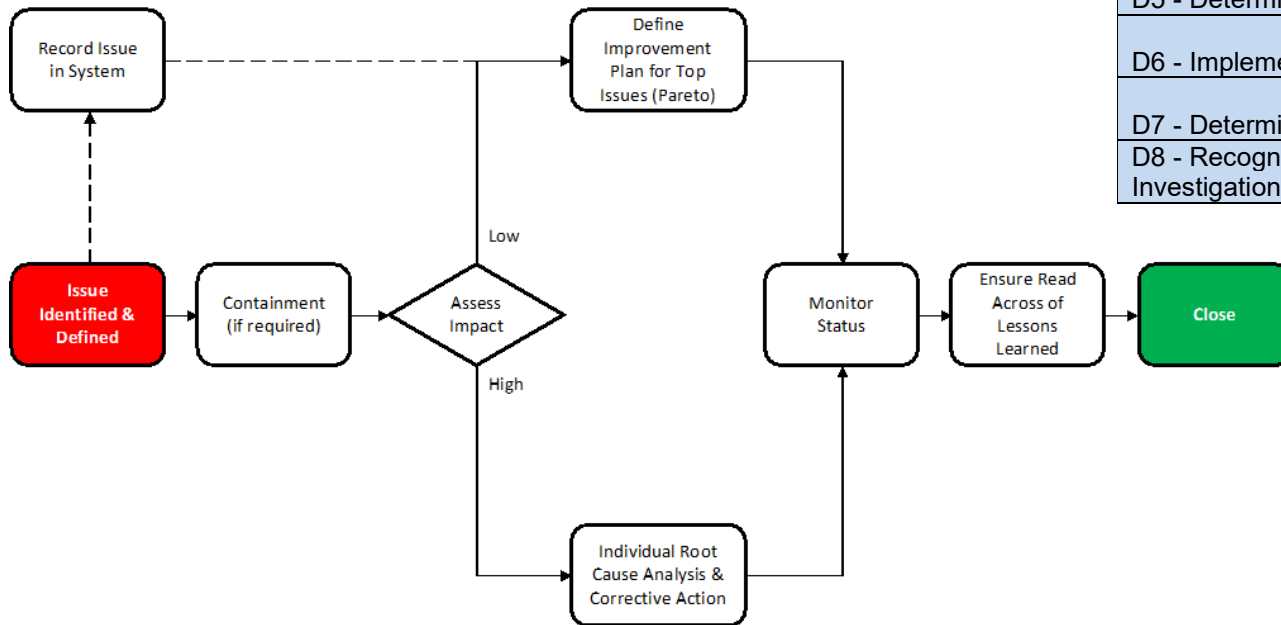 Record Issue
in System
Define
Improvement
Plan for Top
Issues (Pareto)
D6 - Impleme
D7 - Determi
D8 - Recogn
Investigation
Low
Issue
Identified &
Defined
Containment
(if required)
Assess
Impact
Monitor
Status
Ensure Read
Across of
Lessons
Learned
Close
High
Individual Root
Cause Analysis &
Corrective Action